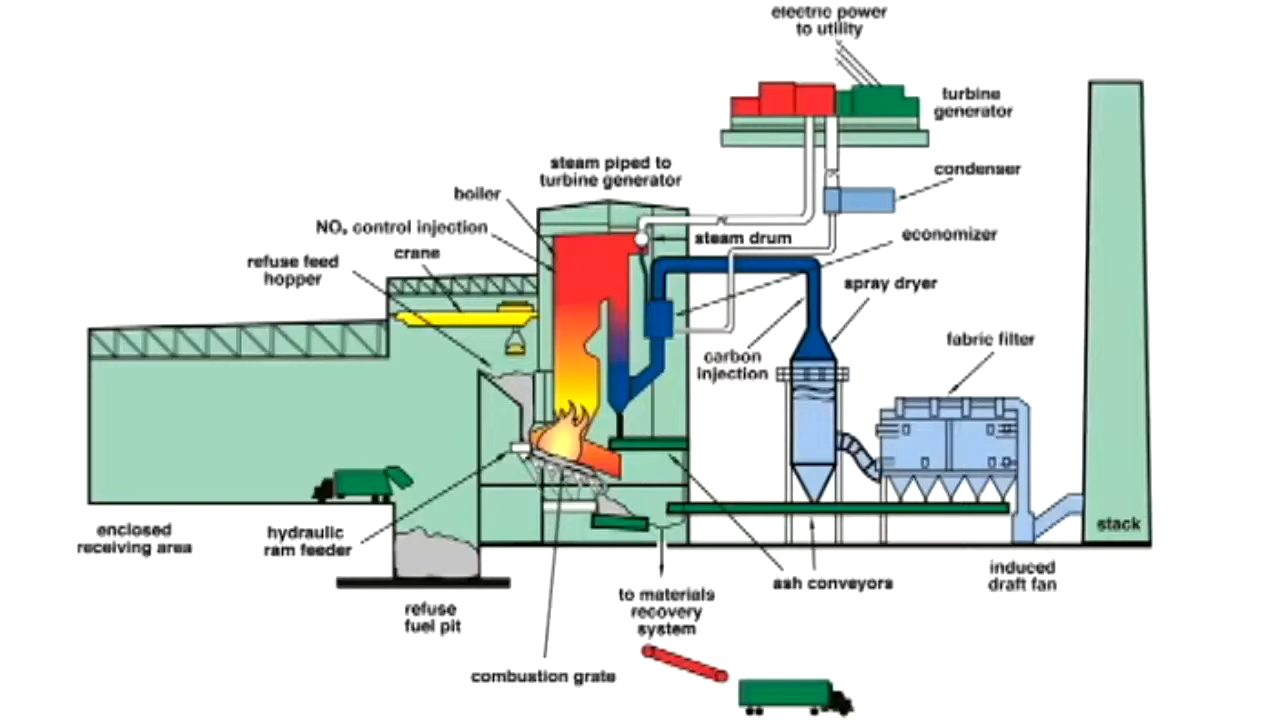 electric power
to utility
turbine
generator
steam piped to
turbine generator
condenser
boiler
NOₓ control injection
steam drum
economizer
crane
refuse feed
hopper
spray dryer
carbon
injection
fabric filter
stack
enclosed
receiving area
hydraulic
ram feeder
ash conveyors
induced
draft fan
to materials
recovery
system
refuse
fuel pit
combustion grate